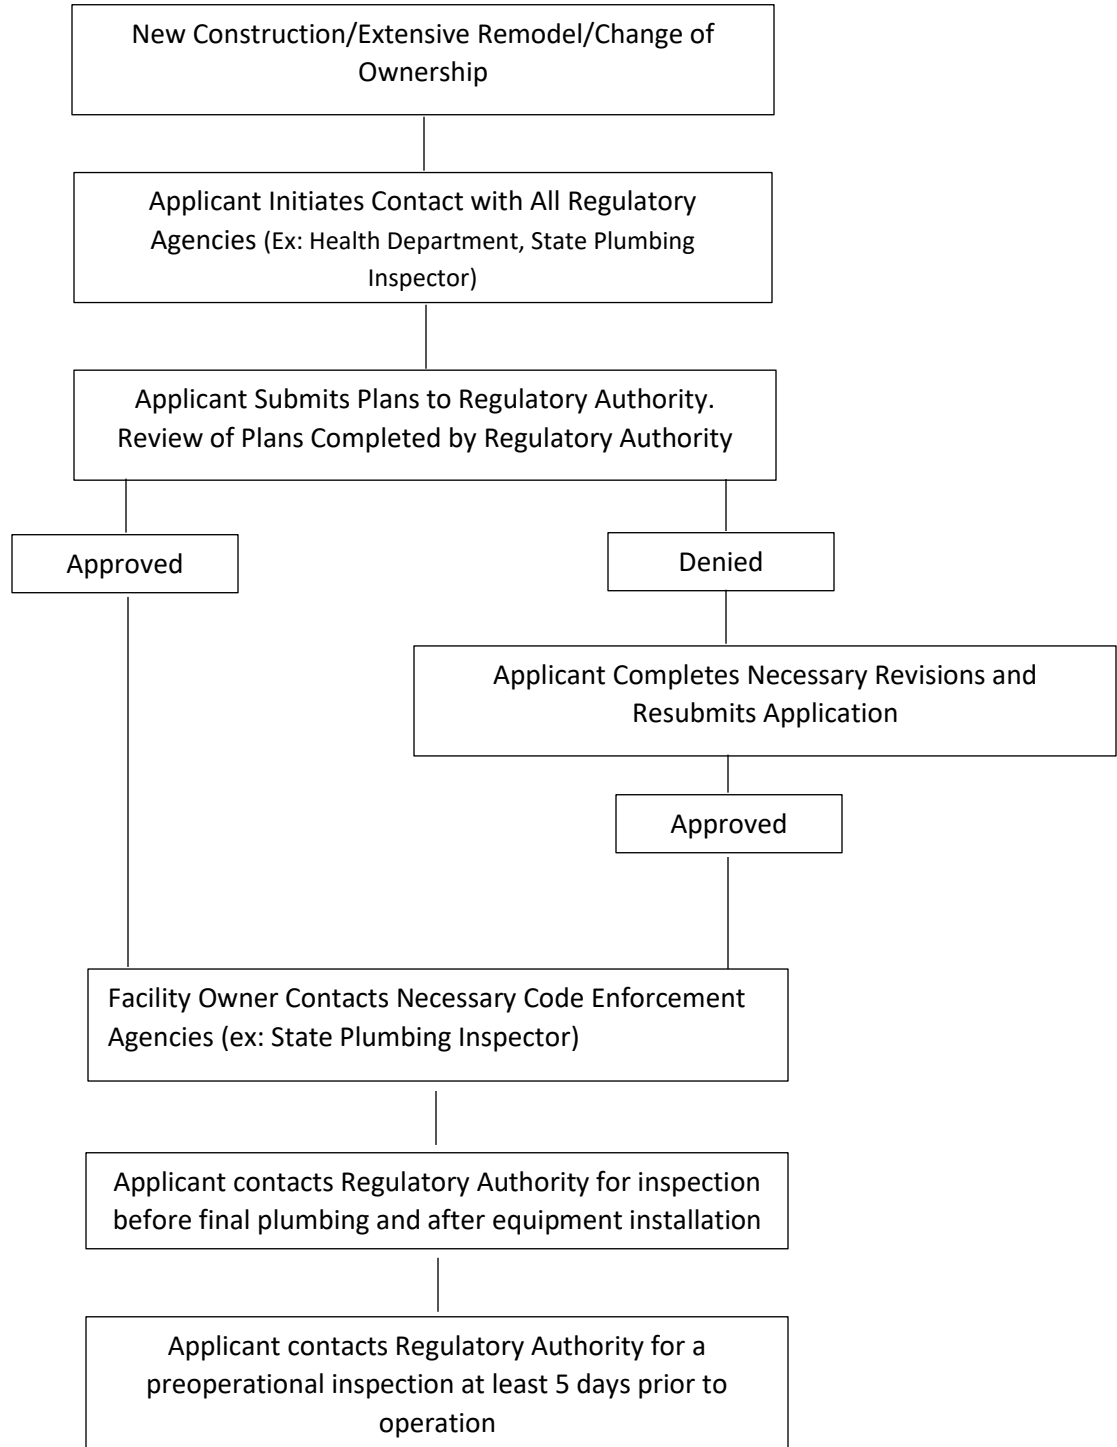 New Construction/Extensive Remodel/Change of
Ownership
Applicant Initiates Contact with All Regulatory
Agencies (Ex: Health Department, State Plumbing
Inspector)
Applicant Submits Plans to Regulatory Authority.
Review of Plans Completed by Regulatory Authority
Approved
Denied
Applicant Completes Necessary Revisions and
Resubmits Application
Approved
Facility Owner Contacts Necessary Code Enforcement
Agencies (ex: State Plumbing Inspector)
Applicant contacts Regulatory Authority for inspection
before final plumbing and after equipment installation
Applicant contacts Regulatory Authority for a
preoperational inspection at least 5 days prior to
operation